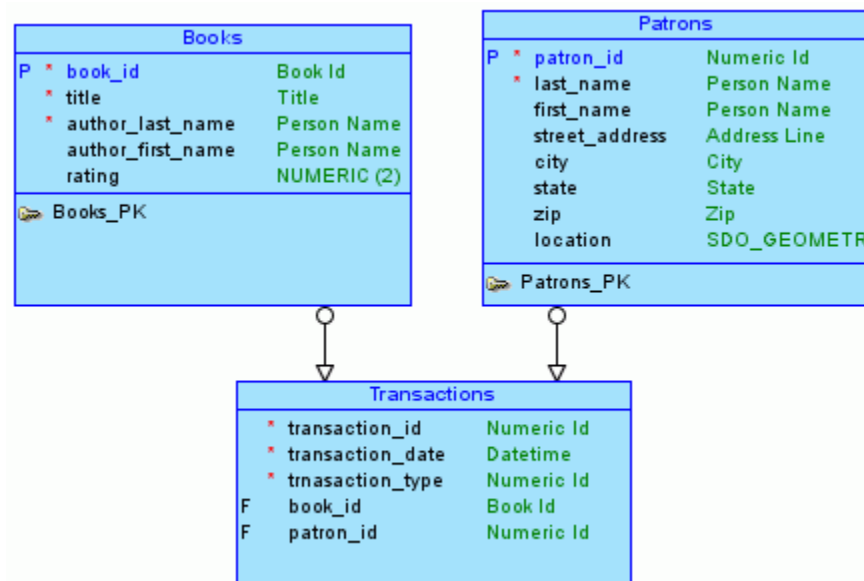 Books
P * book_id Book Id
* title Title
* author_last_name Person Name
author_first_name Person Name
rating NUMERIC (2)
Books_PK
Patrons
P * patron_id Numeric Id
* last_name Person Name
first_name Person Name
street_address Address Line
city City
state State
zip Zip
location SDO_GEOMETR
Patrons_PK
Transactions
* transaction_id Numeric Id
* transaction_date Datetime
* trnasaction_type Numeric Id
F book_id Book Id
F patron_id Numeric Id